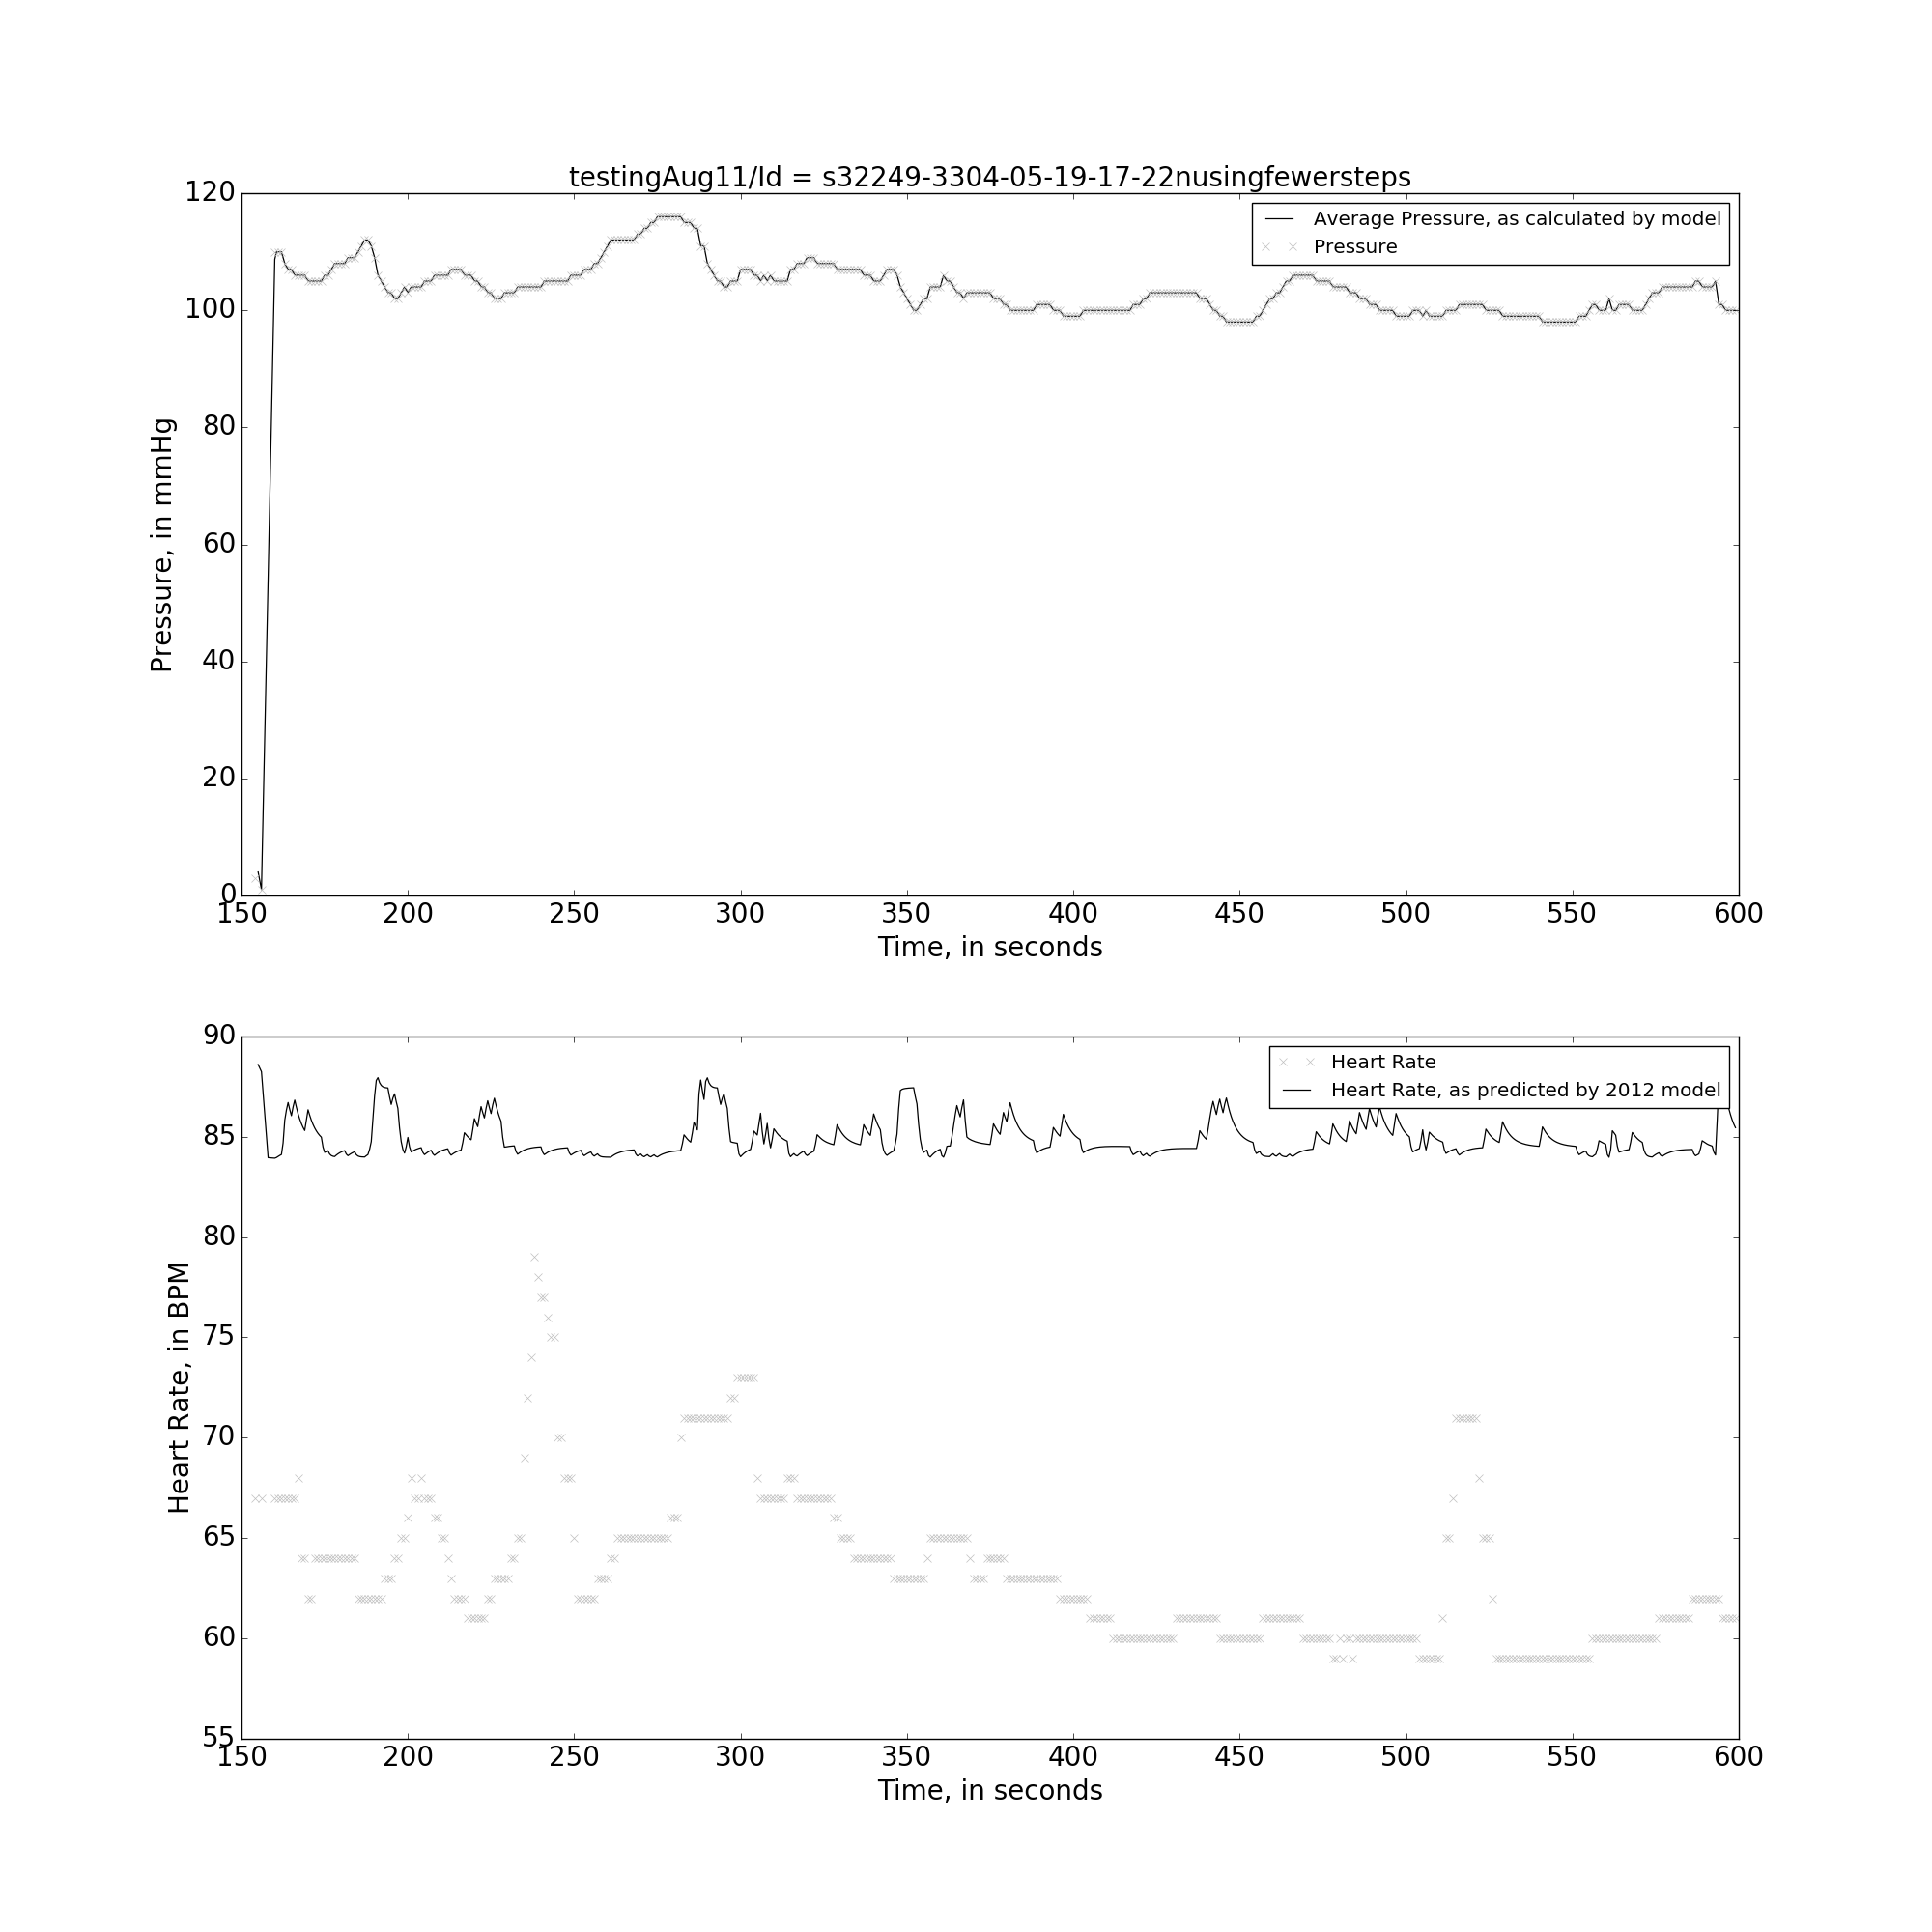 testingAug11/Id = s32249-3304-05-19-17-22nusingfewersteps
120
100
80
60
40
20
0
Pressure, in mmHg
Average Pressure, as calculated by model
Pressure
150 200 250 300 350 400 450 500 550 600
Time, in seconds
90
85
80
75
70
65
60
55
Heart Rate, in BPM
Heart Rate
Heart Rate, as predicted by 2012 model
150 200 250 300 350 400 450 500 550 600
Time, in seconds